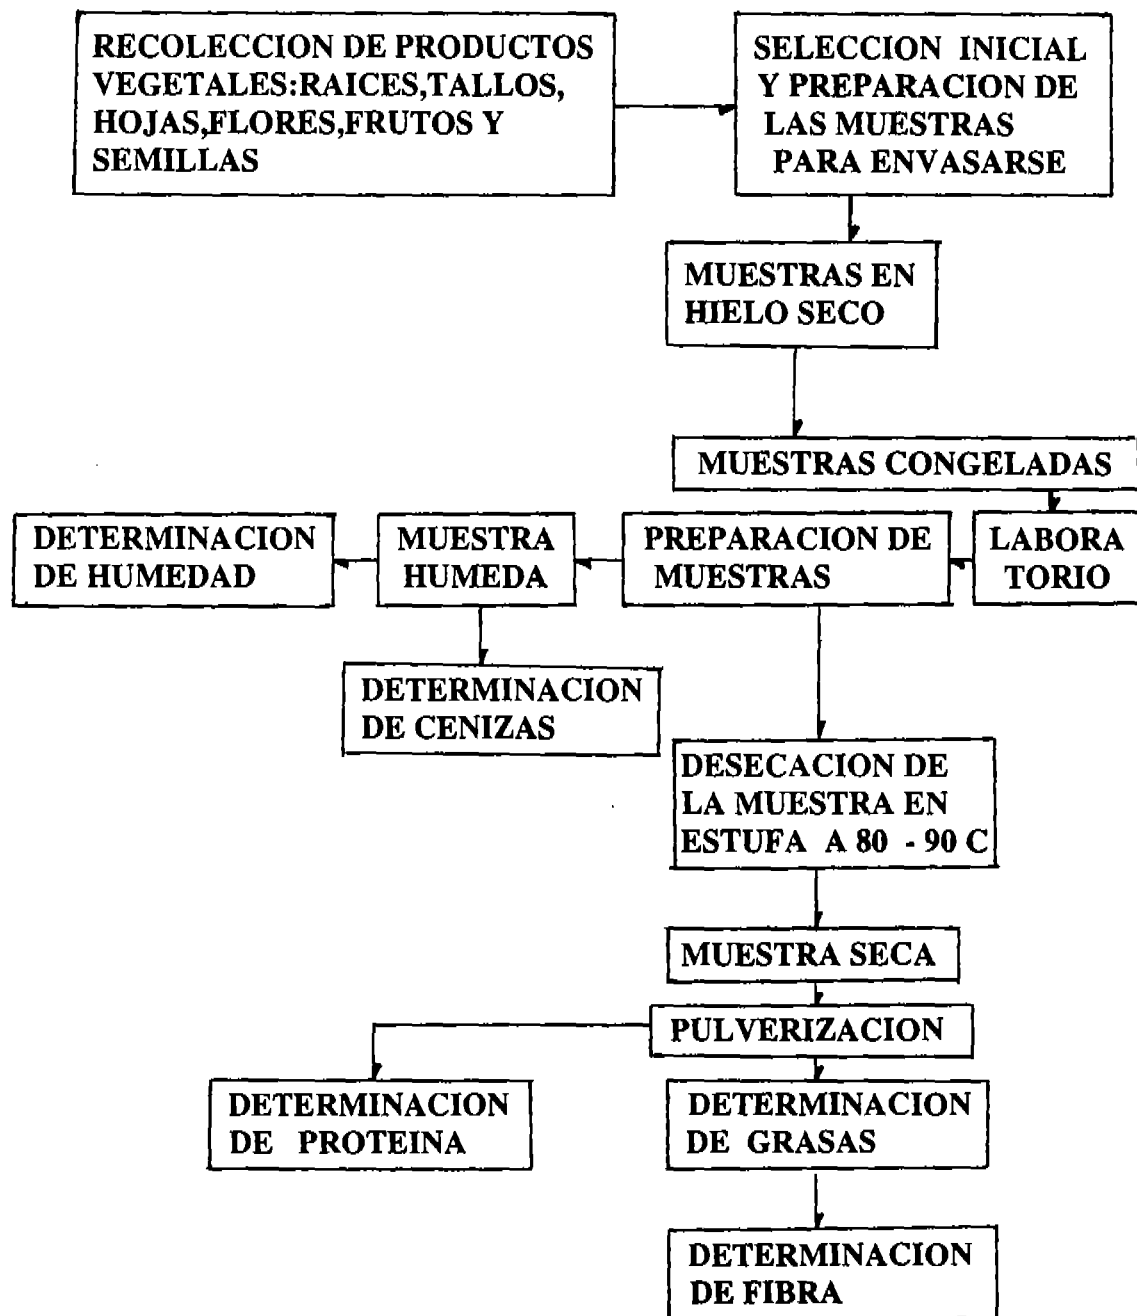 RECOLECCION DE PRODUCTOS
VEGETALES:RAICES,TALLOS,
HOJAS,FLORES,FRUTOS Y
SEMILLAS
SELECCION INICIAL
Y PREPARACION DE
LAS MUESTRAS
PARA ENVASARSE
MUESTRAS EN
HIELO SECO
MUESTRAS CONGELADAS
LABORA
TORIO
PREPARACION DE
MUESTRAS
MUESTRA
HUMEDA
DETERMINACION
DE HUMEDAD
DETERMINACION
DE CENIZAS
DESECACION DE
LA MUESTRA EN
ESTUFA A 80 - 90 C
MUESTRA SECA
PULVERIZACION
DETERMINACION
DE PROTEINA
DETERMINACION
DE GRASAS
DETERMINACION
DE FIBRA